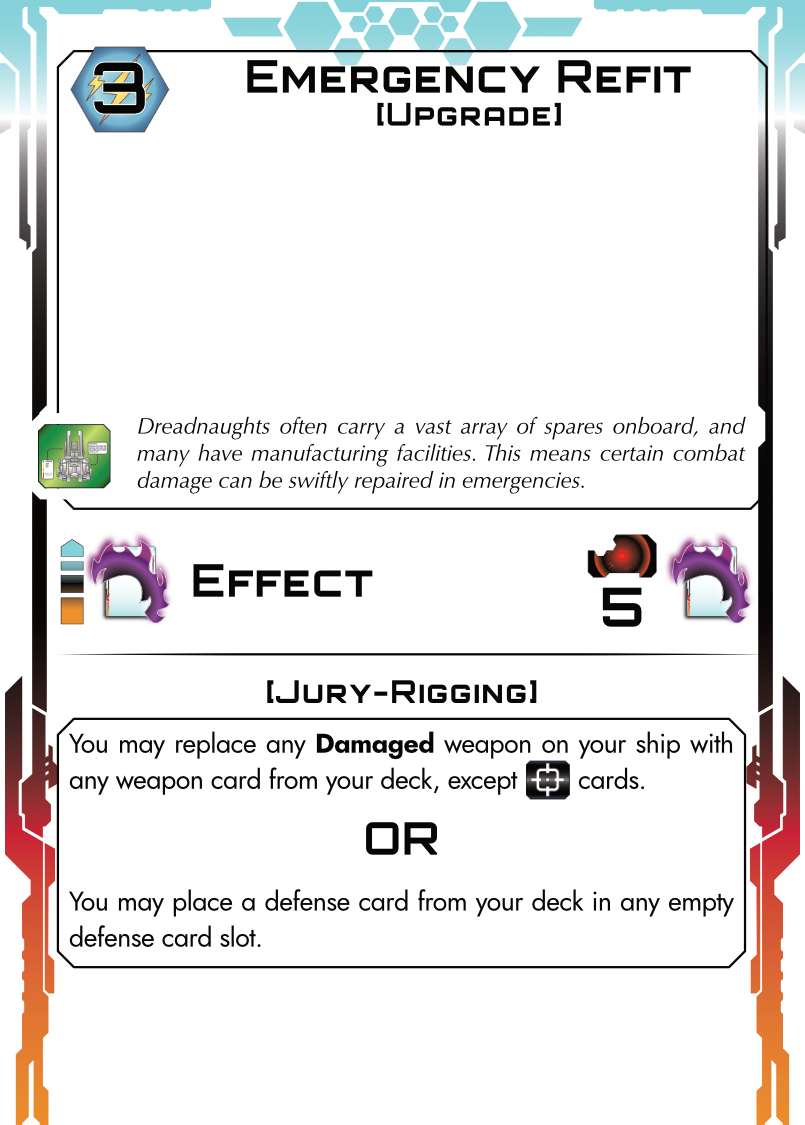 3
Emergency Refit
[Upgrade]
Dreadnaughts often carry a vast array of spares onboard, and
many have manufacturing facilities. This means certain combat
damage can be swiftly repaired in emergencies.
Effect
5
[Jury-Rigging]
You may replace any Damaged weapon on your ship with
any weapon card from your deck, except cards.
OR
You may place a defense card from your deck in any empty
defense card slot.